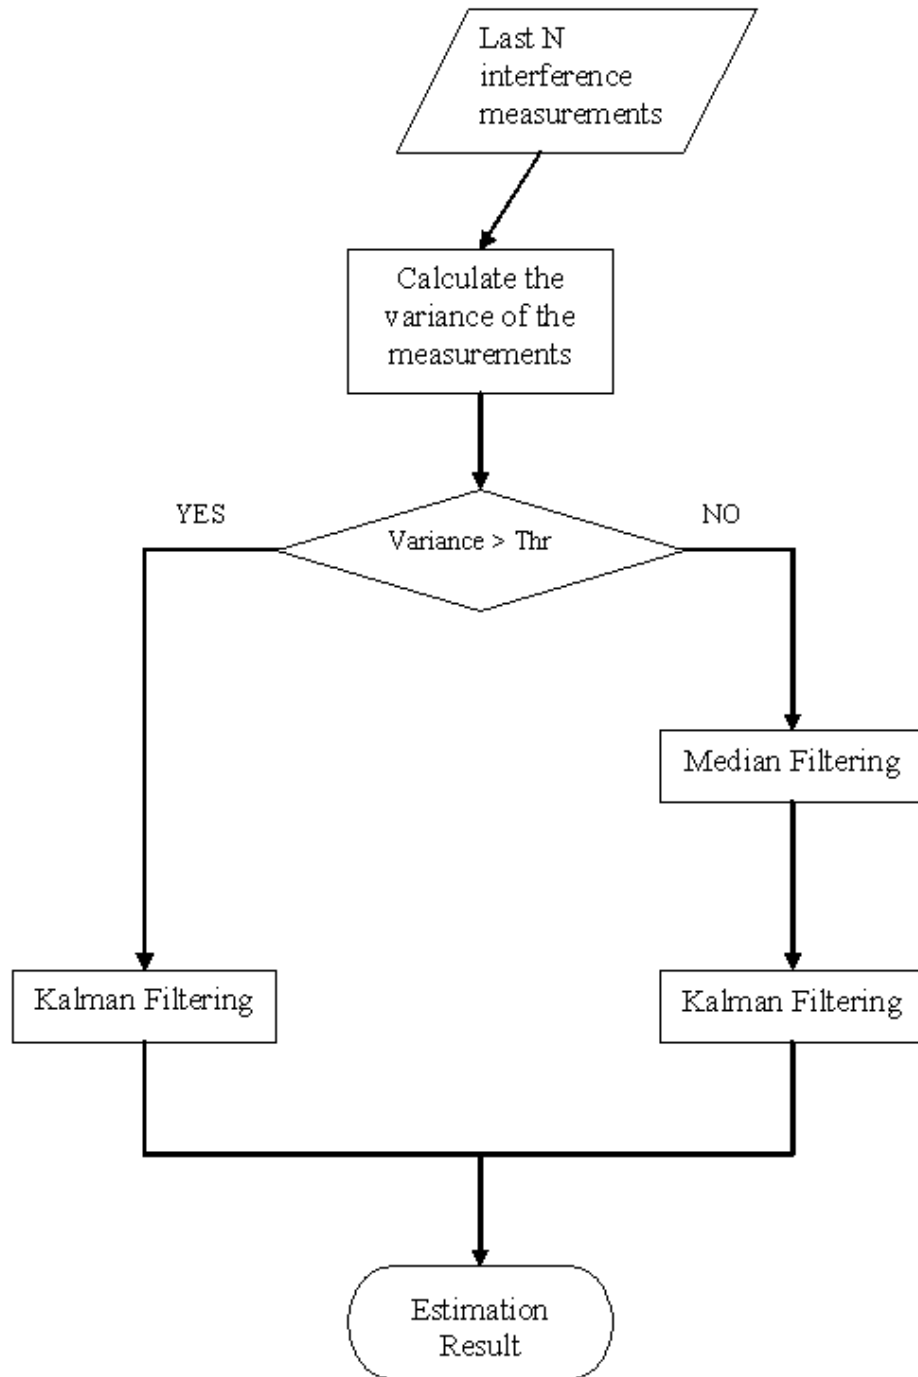 Last N
interference
measurements
Calculate the
variance of the
measurements
YES
NO
Variance > Thr
Median Filtering
Kalman Filtering
Kalman Filtering
Estimation
Result